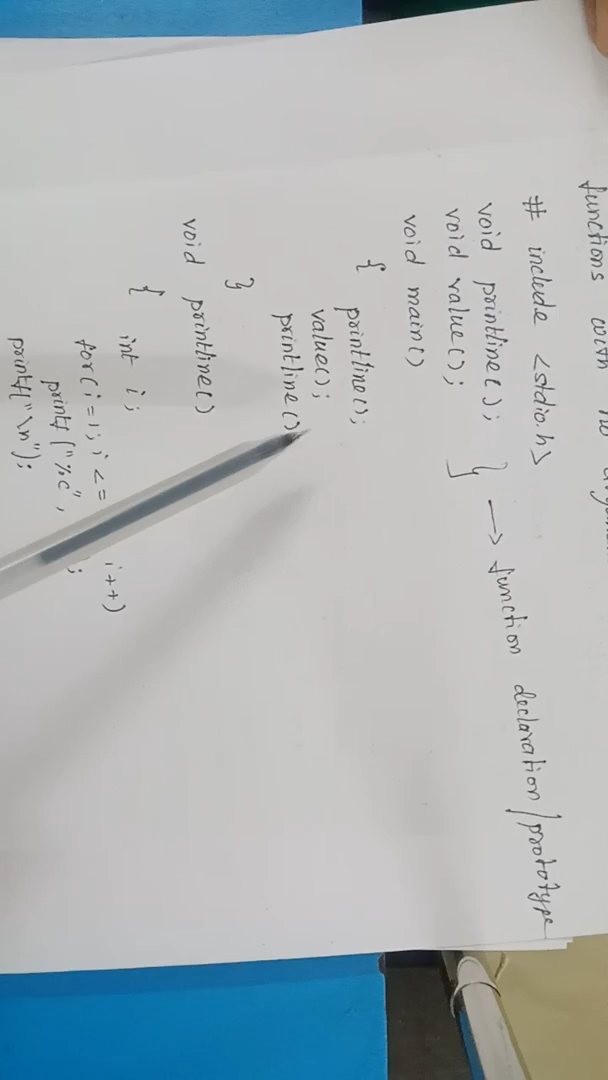 functions with no
# include <stdio.h>
void printline();
void value(); } → function declaration/prototype
void main()
{ printline();
value();
printline()
}
void printline()
{ int i;
for(i=1; i<= i++)
printf("%c", ;
printf("\n");